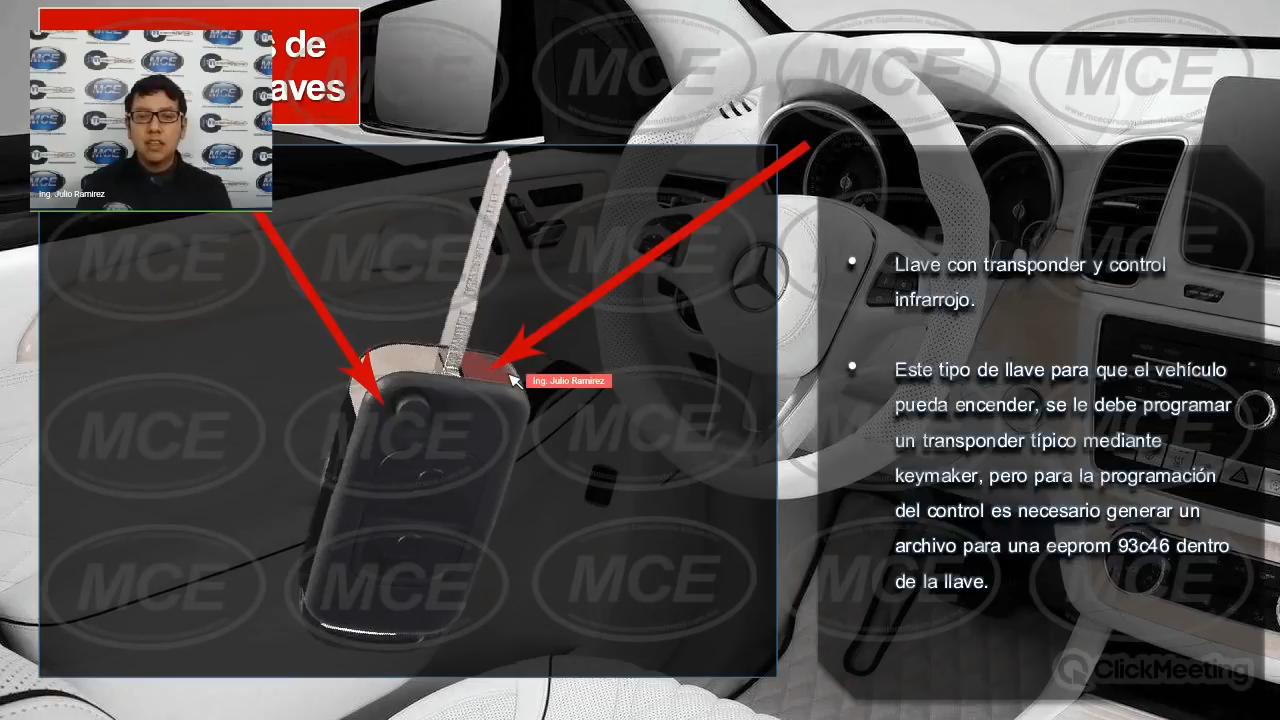 s de
aves
MCE
Ing. Julio Ramirez
Ing. Julio Ramirez
Llave con transponder y control
infrarrojo.
Este tipo de llave para que el vehículo
pueda encender, se le debe programar
un transponder típico mediante
keymaker, pero para la programación
del control es necesario generar un
archivo para una eeprom 93c46 dentro
de la llave.
ClickMeeting